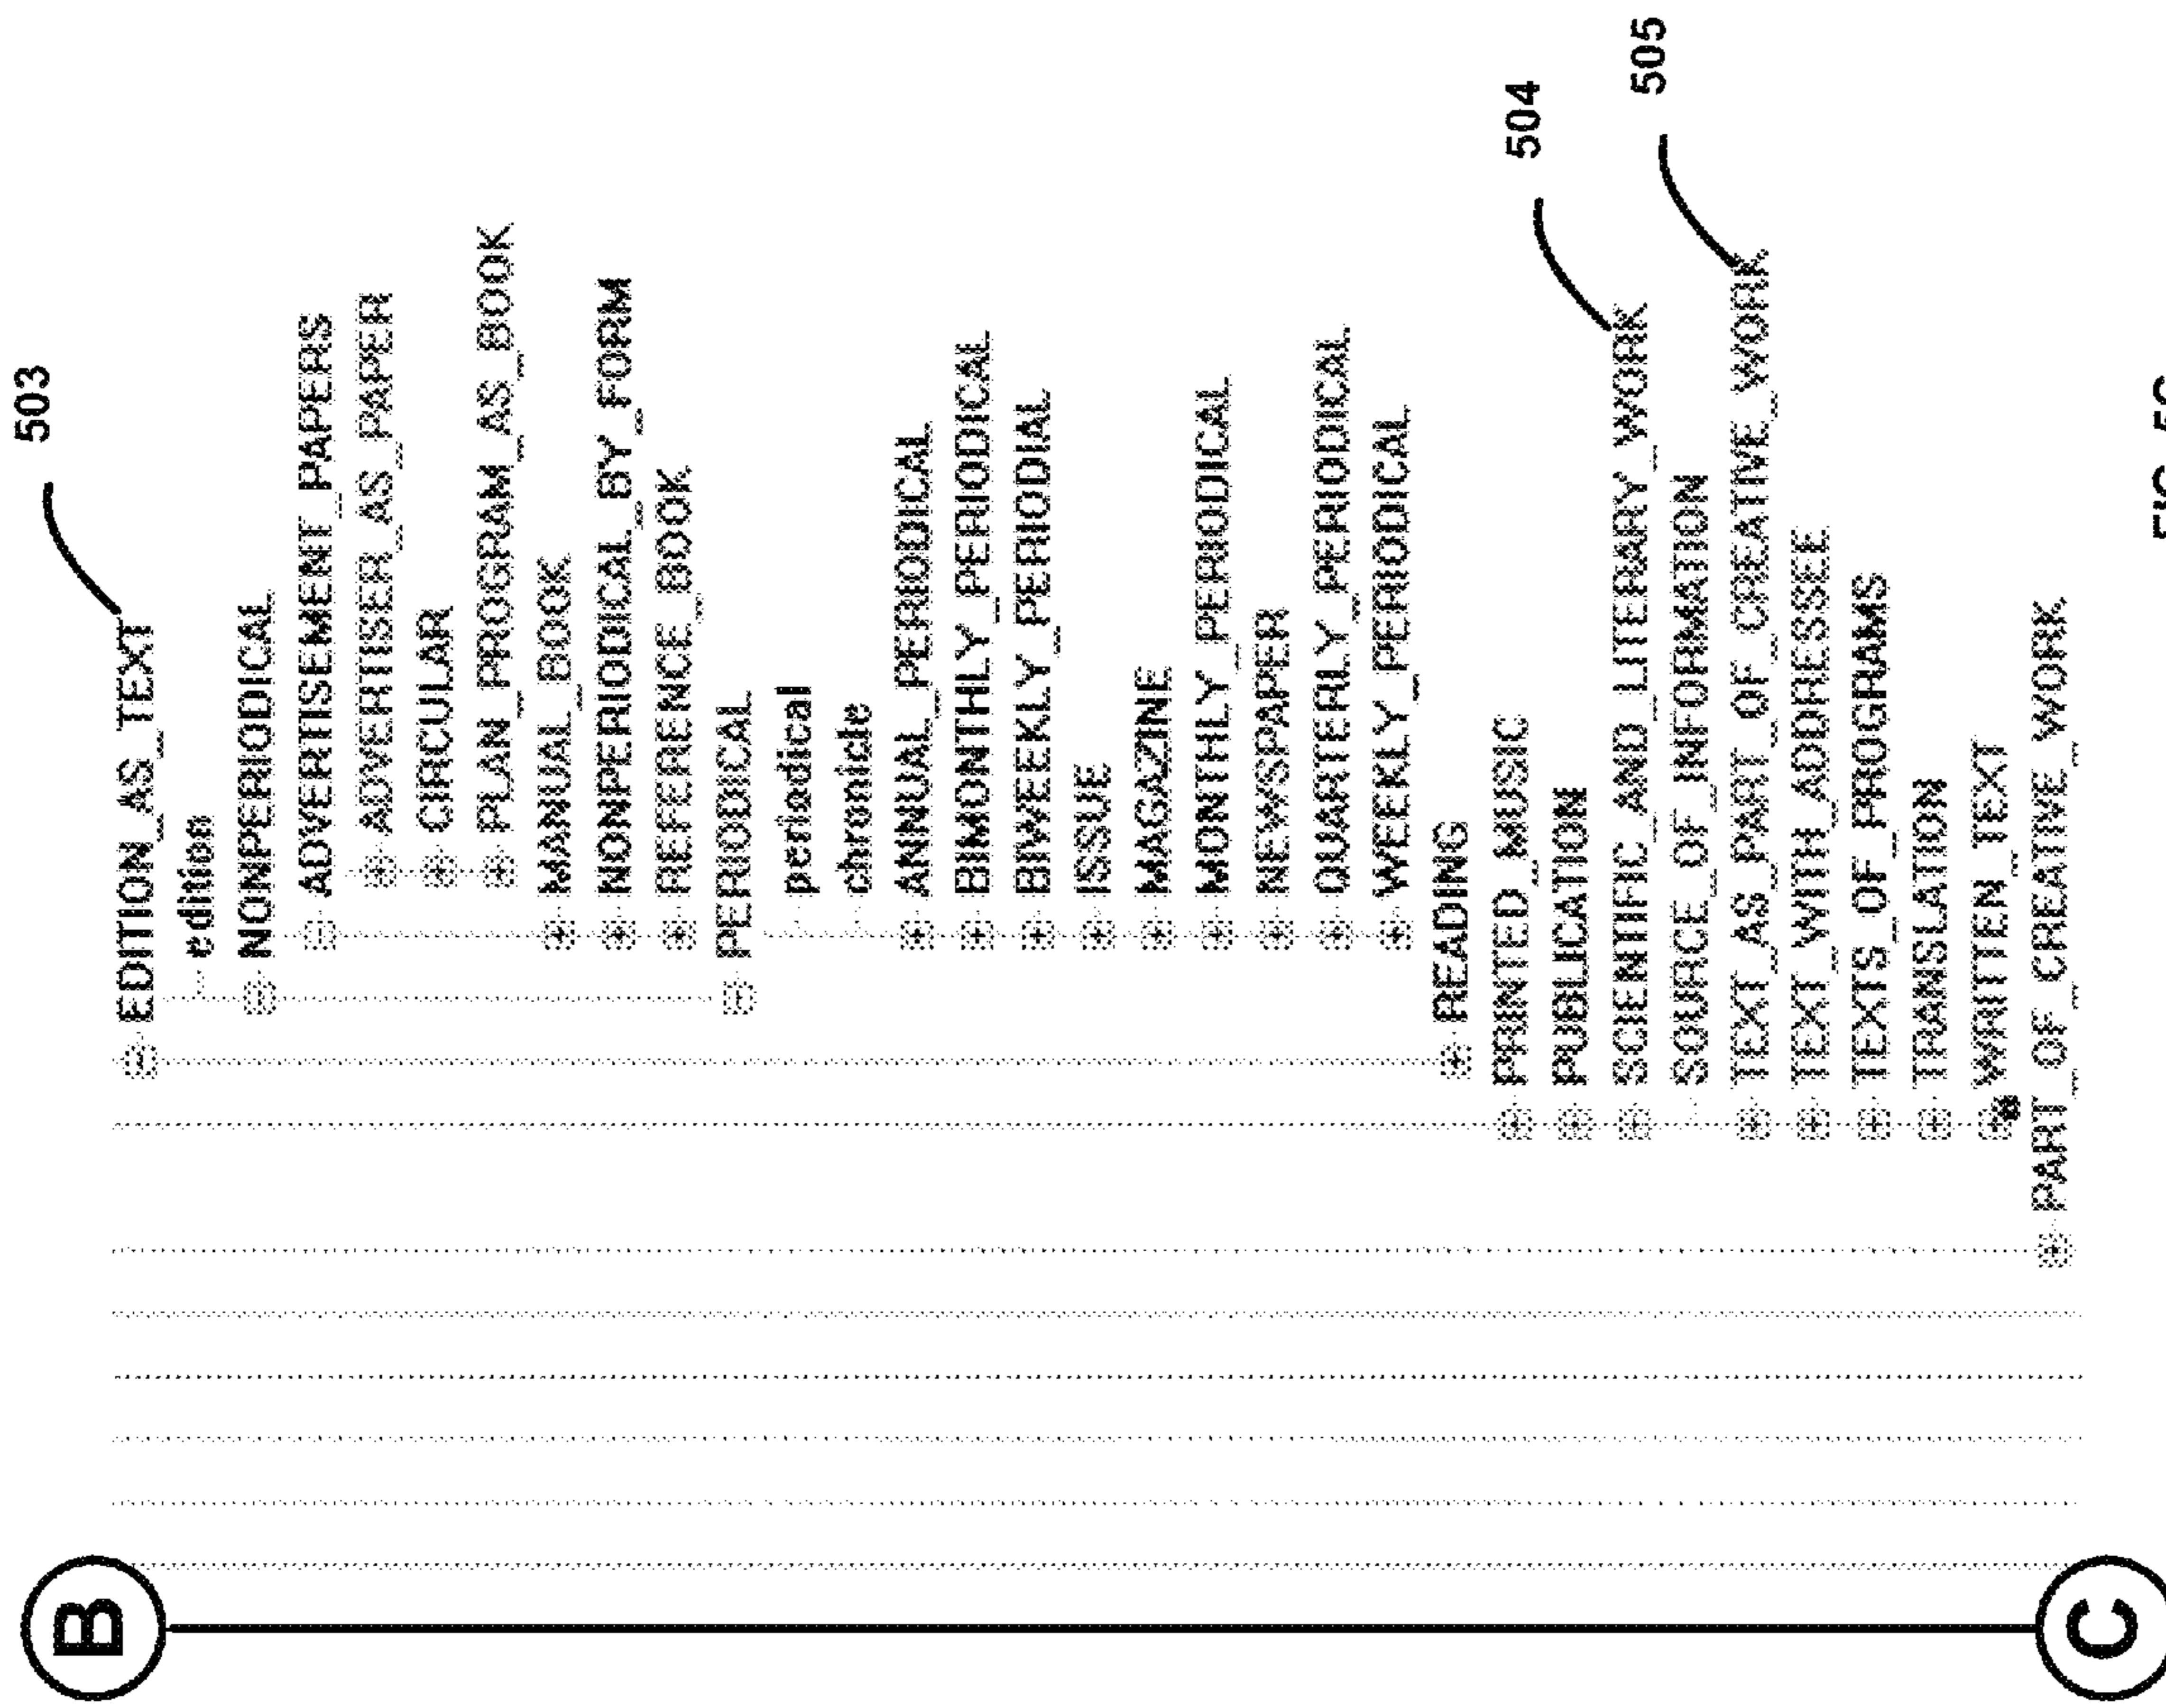 503
EDITION_AS_TEXT
edition
NONPERIODICAL
ADVERTISEMENT_PAPERS
ADVERTISER_AS_PAPER
CIRCULAR
PLAN_PROGRAM_AS_BOOK
MANUAL_BOOK
NONPERIODICAL_BY_FORM
REFERENCE_BOOK
PERIODICAL
periodical
chronicle
ANNUAL_PERIODICAL
BIMONTHLY_PERIODICAL
BIWEEKLY_PERIODIAL
ISSUE
MAGAZINE
MONTHLY_PERIODICAL
NEWSPAPER
QUARTERLY_PERIODICAL
WEEKLY_PERIODICAL
READING
PRINTED_MUSIC
PUBLICATION
504
SCIENTIFIC_AND_LITERARY_WORK
SOURCE_OF_INFORMATION
505
TEXT_AS_PART_OF_CREATIVE_WORK
TEXT_WITH_ADDRESSEE
TEXTS_OF_PROGRAMS
TRANSLATION
WRITTEN_TEXT
PART_OF_CREATIVE_WORK
B
C